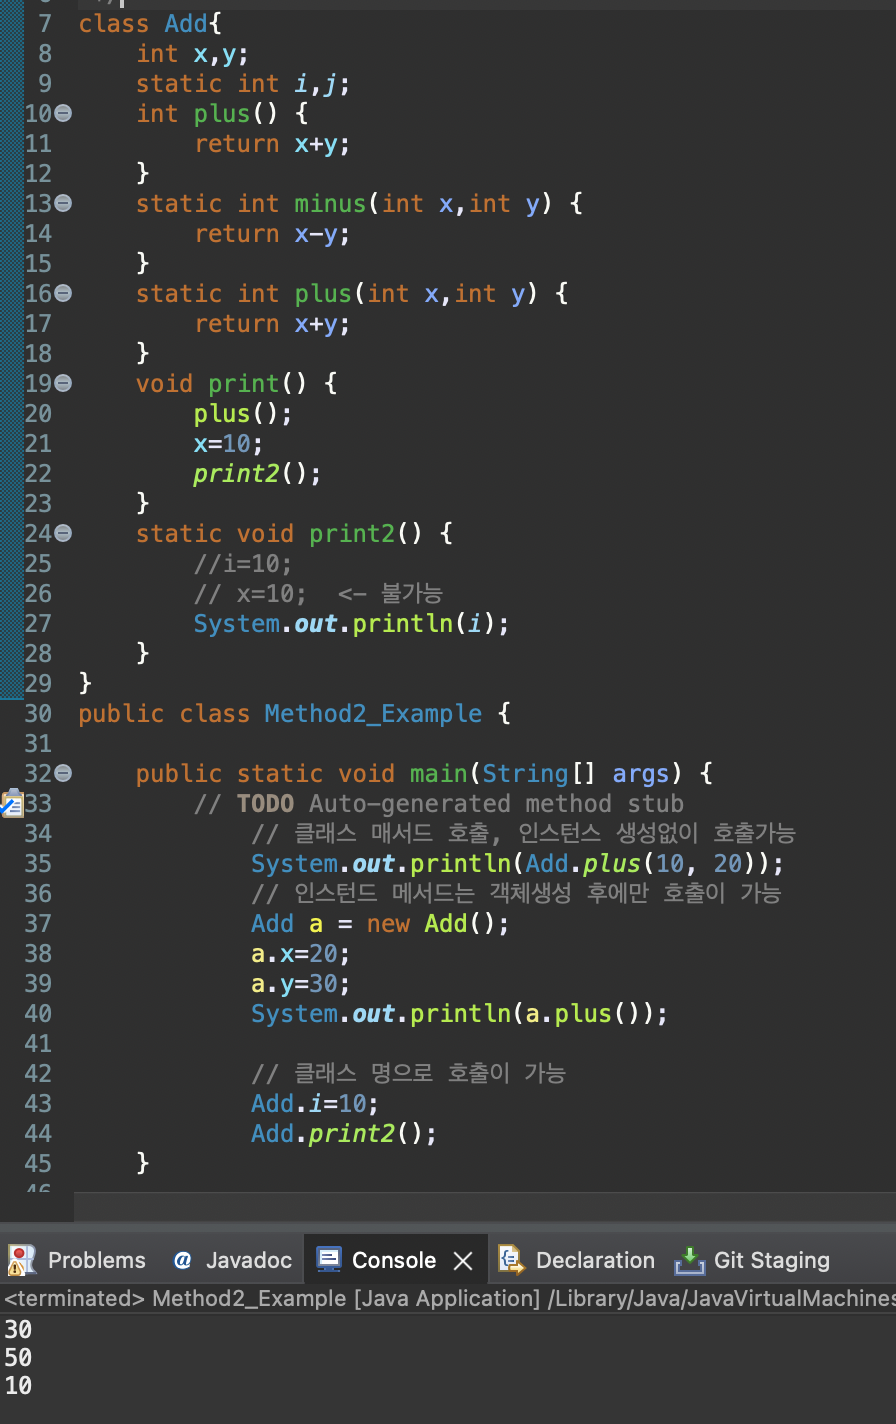 7 class Add{
8 int x,y;
9 static int i,j;
10 int plus() {
11 return x+y;
12 }
13 static int minus(int x,int y) {
14 return x-y;
15 }
16 static int plus(int x,int y) {
17 return x+y;
18 }
19 void print() {
20 plus();
21 x=10;
22 print2();
23 }
24 static void print2() {
25 //i=10;
26 // x=10;  <- 불가능
27 System.out.println(i);
28 }
29 }
30 public class Method2_Example {
31
32 public static void main(String[] args) {
33 // TODO Auto-generated method stub
34 // 클래스 매서드 호출, 인스턴스 생성없이 호출가능
35 System.out.println(Add.plus(10, 20));
36 // 인스턴드 메서드는 객체생성 후에만 호출이 가능
37 Add a = new Add();
38 a.x=20;
39 a.y=30;
40 System.out.println(a.plus());
41
42 // 클래스 명으로 호출이 가능
43 Add.i=10;
44 Add.print2();
45 }
46
Problems @ Javadoc Console Declaration Git Staging
<terminated> Method2_Example [Java Application] /Library/Java/JavaVirtualMachines
30
50
10